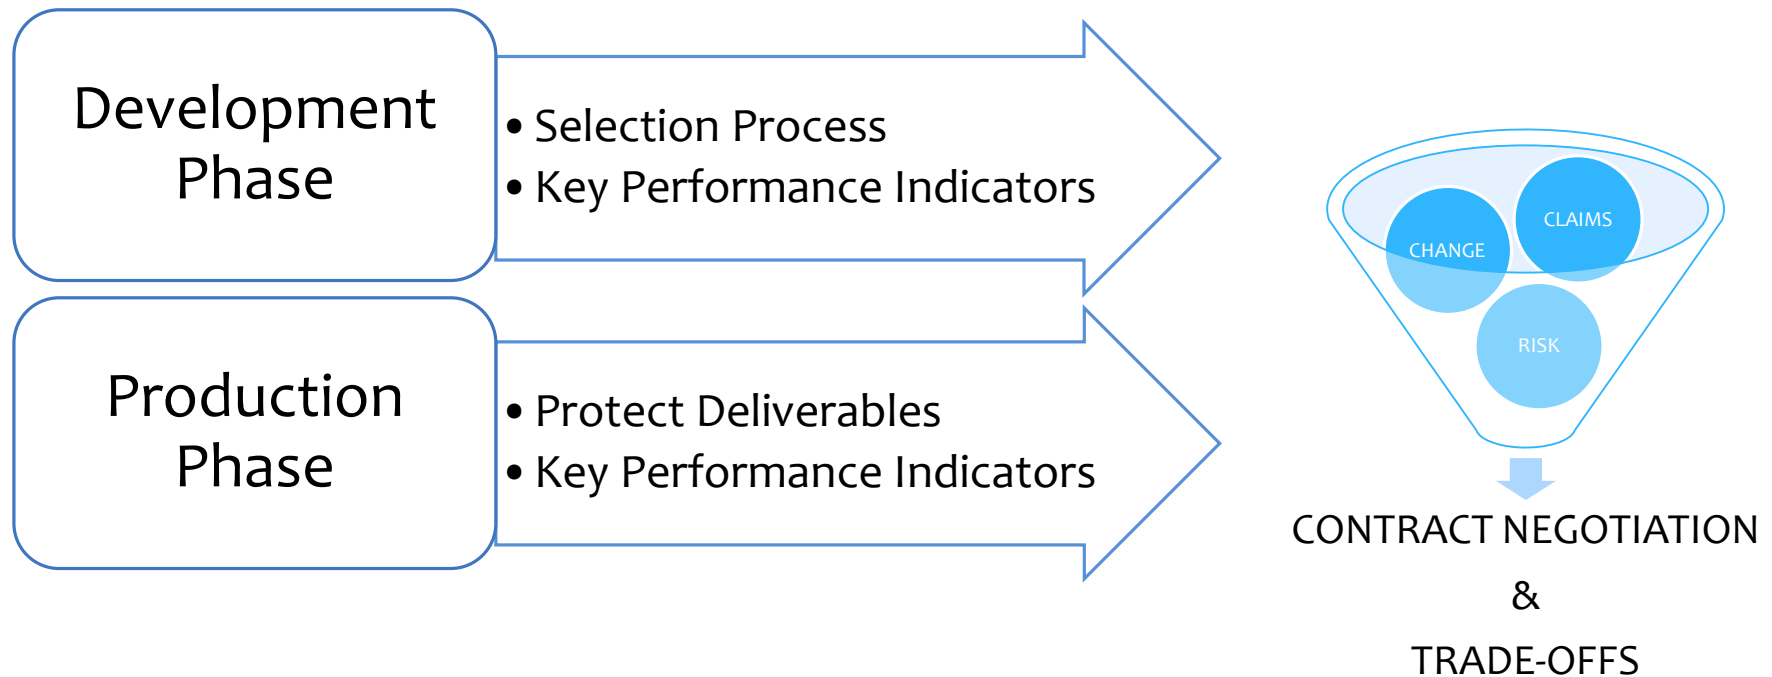 Development
Phase
• Selection Process
• Key Performance Indicators
Production
Phase
• Protect Deliverables
• Key Performance Indicators
CLAIMS
CHANGE
RISK
CONTRACT NEGOTIATION
&
TRADE-OFFS